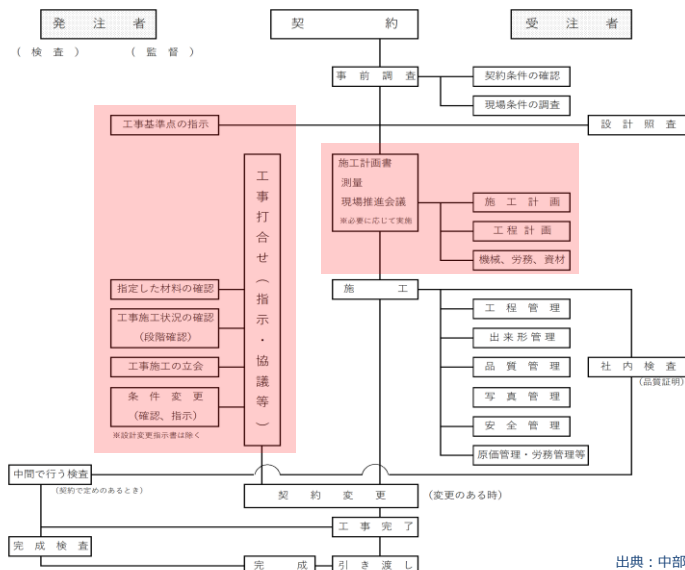 発注者
契約
受注者
(検査)
(監督)
事前調査
契約条件の確認
現場条件の調査
工事基準点の指示
設計照査
施工計画書
測量
現場推進会議
※必要に応じて実施
施工計画
工程計画
機械、労務、資材
工事打合せ(指示・協議等)
指定した材料の確認
施工
工事施工状況の確認
(段階確認)
工程管理
出来形管理
工事施工の立会
品質管理
社内検査
(品質証明)
条件変更
(確認、指示)
写真管理
安全管理
※設計変更指示書は除く
原価管理・労務管理等
中間で行う検査
(契約で定めのあるとき)
契約変更
(変更のある時)
工事完了
完成検査
完成
引き渡し
出典:中部